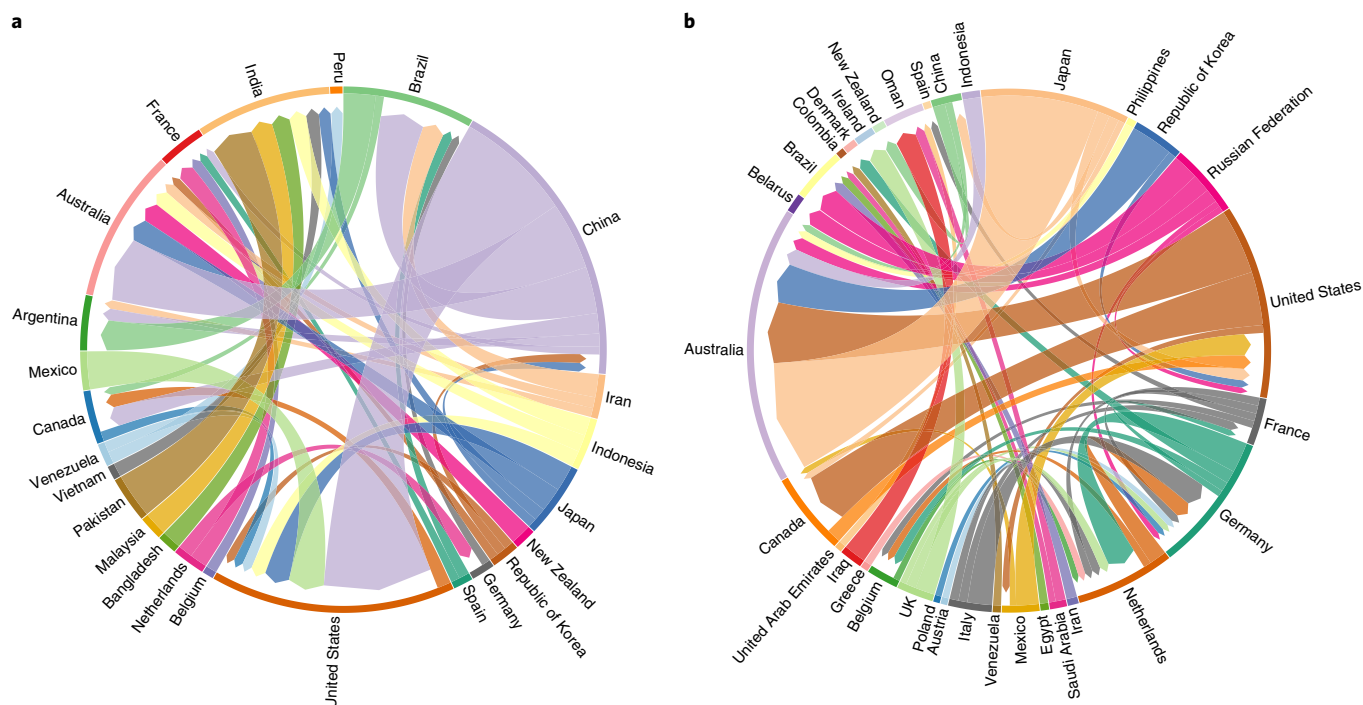 a
Peru
Brazil
India
France
China
Australia
Argentina
Iran
Mexico
Indonesia
Canada
Venezuela
Vietnam
Japan
Pakistan
Malaysia
New Zealand
Bangladesh
Republic of Korea
Netherlands
Germany
Belgium
Spain
United States
b
Indonesia
China
Spain
Oman
New Zealand
Ireland
Denmark
Colombia
Brazil
Belarus
Japan
Philippines
Republic of Korea
Russian Federation
United States
Australia
France
Germany
Canada
United Arab Emirates
Iraq
Greece
Belgium
UK
Poland
Austria
Italy
Venezuela
Mexico
Egypt
Saudi Arabia
Iran
Netherlands